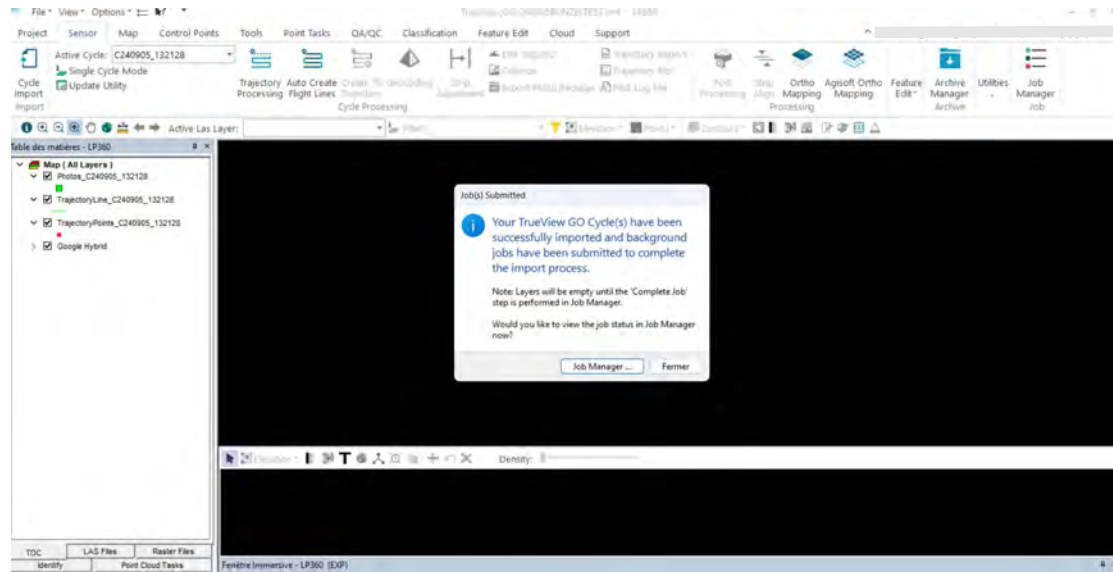 File View Options
Project Sensor Map Control Points Tools Point Tasks QA/QC Classification Feature Edit Cloud Support
Active Cycle: C240905_132128
Single Cycle Mode
Update Utility
Cycle Import
Import
Trajectory Processing
Auto Create Flight Lines
Geocoding
Cycle Processing
Ortho Mapping
Agisoft Ortho Mapping
Processing
Feature Edit
Archive Manager
Archive
Utilities
Job Manager
Job
Active Las Layer:
Table des matières - LP360
Map ( All Layers )
Photos_C240905_132128
TrajectoryLine_C240905_132128
TrajectoryPoints_C240905_132128
Google Hybrid
Job(s) Submitted
Your TrueView GO Cycle(s) have been
successfully imported and background
jobs have been submitted to complete
the import process.
Note: Layers will be empty until the 'Complete Job'
step is performed in Job Manager.
Would you like to view the job status in Job Manager
now?
Job Manager ... Fermer
Elevation
Density:
TOC LAS Files Raster Files
Identify Point Cloud Tasks
Fenêtre Immersive - LP360 (EXP)